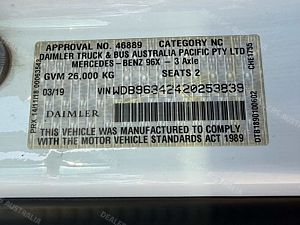 APPROVAL No. 46889 CATEGORY NC
DAIMLER TRUCK & BUS AUSTRALIA PACIFIC PTY LTD
MERCEDES-BENZ 96X - 3 Axle
GVM 26,000 KG SEATS 2
03/19 VIN WDB96342420253839
DAIMLER
THIS VEHICLE WAS MANUFACTURED TO COMPLY WITH
THE MOTOR VEHICLE STANDARDS ACT 1989